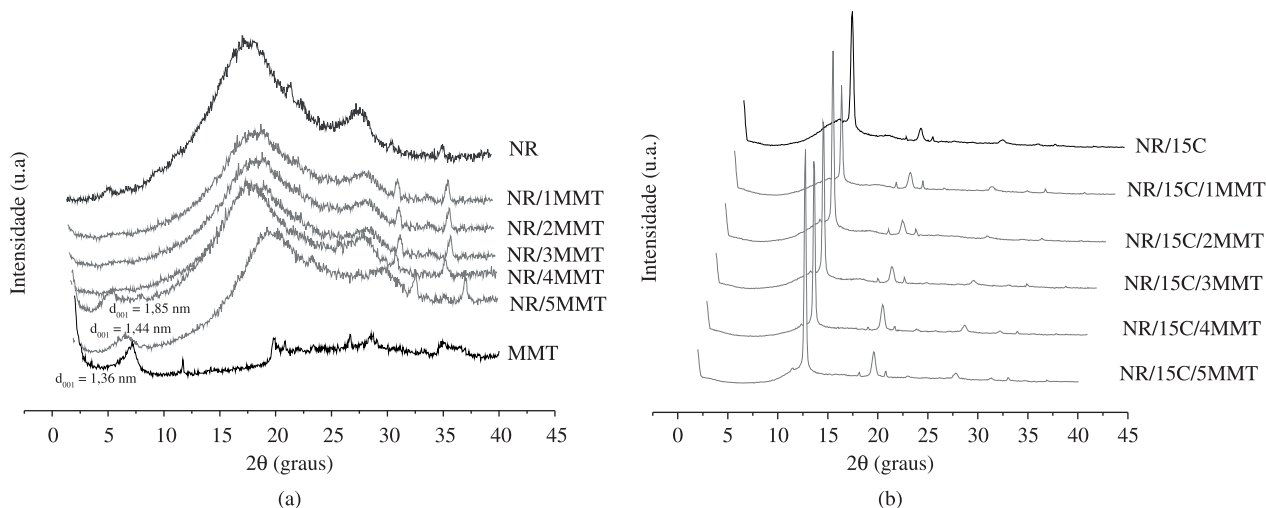 Intensidade (u.a)
NR
NR/1MMT
NR/2MMT
NR/3MMT
NR/4MMT
NR/5MMT
d001 = 1,85 nm
d001 = 1,44 nm
MMT
d001 = 1,36 nm
0 5 10 15 20 25 30 35 40 45
2θ (graus)
(a)
Intensidade (u.a.)
NR/15C
NR/15C/1MMT
NR/15C/2MMT
NR/15C/3MMT
NR/15C/4MMT
NR/15C/5MMT
0 5 10 15 20 25 30 35 40 45
2θ (graus)
(b)